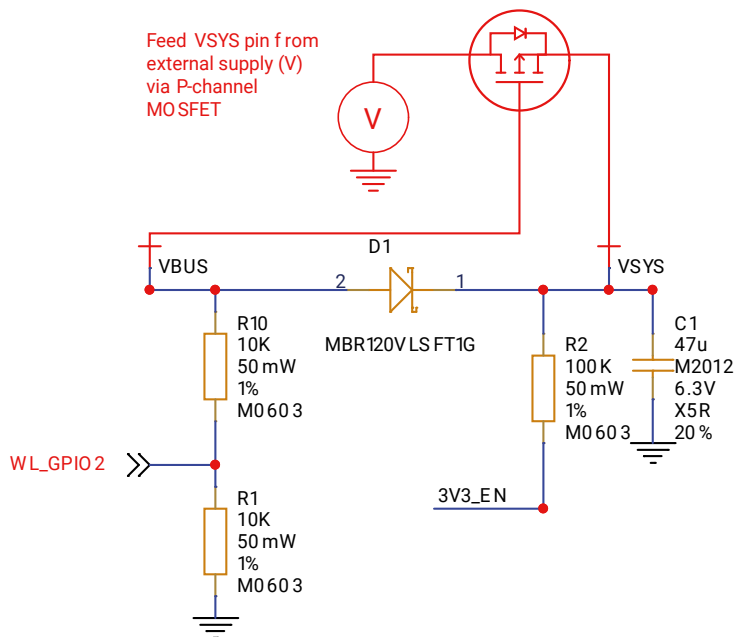 Feed VSYS pin from
external supply (V)
via P-channel
MOSFET
V
D1
VBUS
2
1
VSYS
R10
10K
50mW
1%
M0603
MBR120VLSFT1G
R2
100K
50mW
1%
M0603
C1
47u
M2012
6.3V
X5R
20%
WL_GPIO2
3V3_EN
R1
10K
50mW
1%
M0603